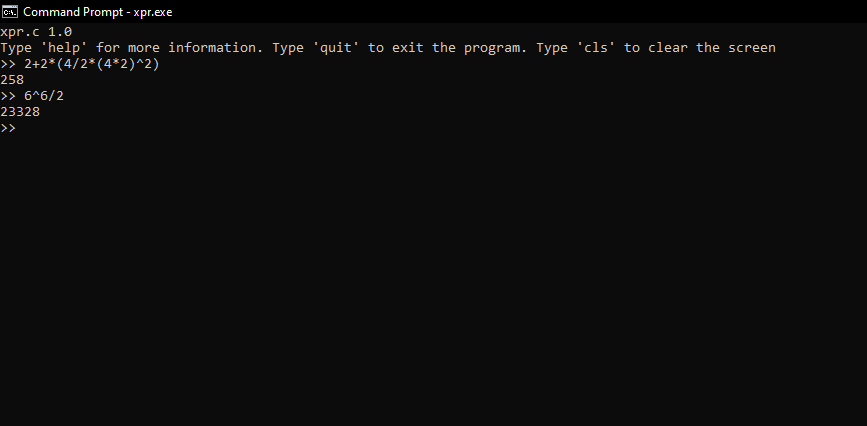 Command Prompt - xpr.exe
xpr.c 1.0
Type 'help' for more information. Type 'quit' to exit the program. Type 'cls' to clear the screen
>> 2+2*(4/2*(4*2)^2)
258
>> 6^6/2
23328
>>